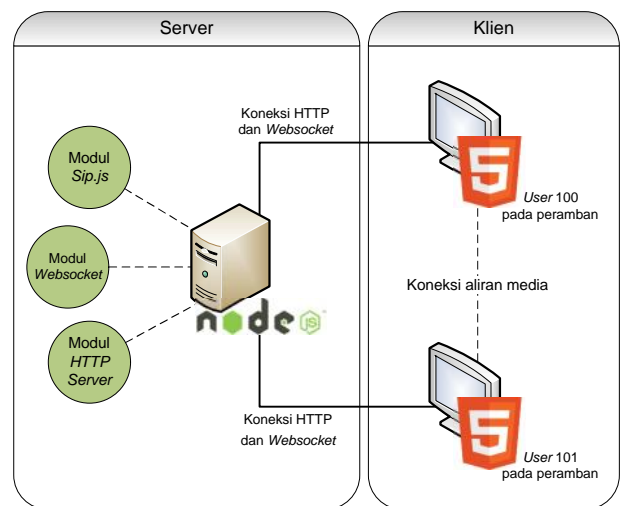 Server
Klien
Koneksi HTTP
dan Websocket
Modul
Sip.js
5
User 100
pada peramban
Modul
Websocket
Koneksi aliran media
node
JS
Modul
HTTP
Server
Koneksi HTTP
dan Websocket
5
User 101
pada peramban